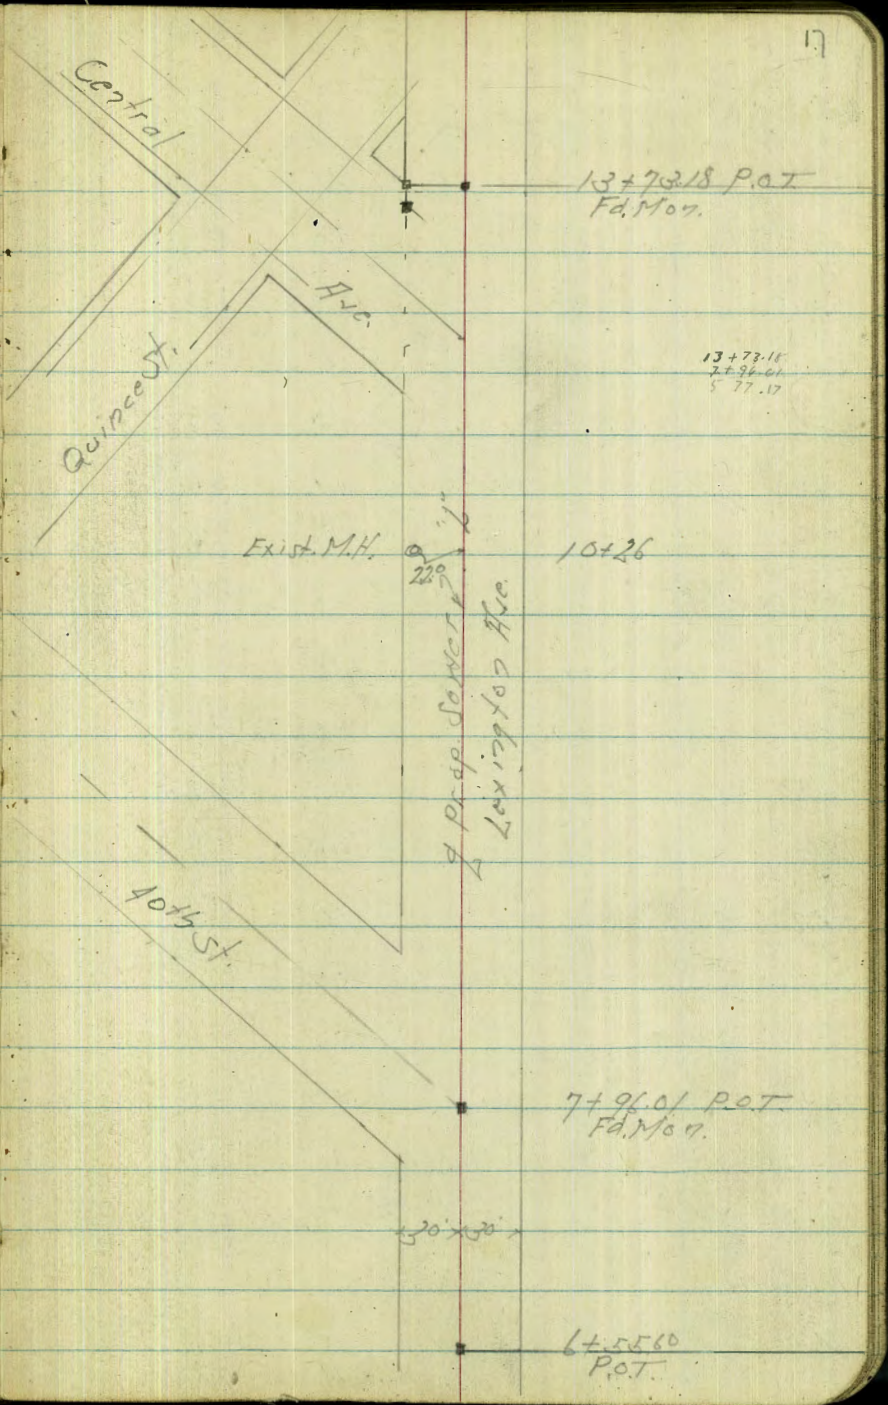 17
Central
13+73.18 P.O.T.
Fd. Mon.
Ave.
Quince St.
13+73.18
7+96.01
5 77.17
Exist. M.H.
22°
10+26
℄ Prop. Sewer "L"
Lexington Ave.
40th St.
7+96.01 P.O.T.
Fd. Mon.
30' 30'
6+55.60
P.O.T.